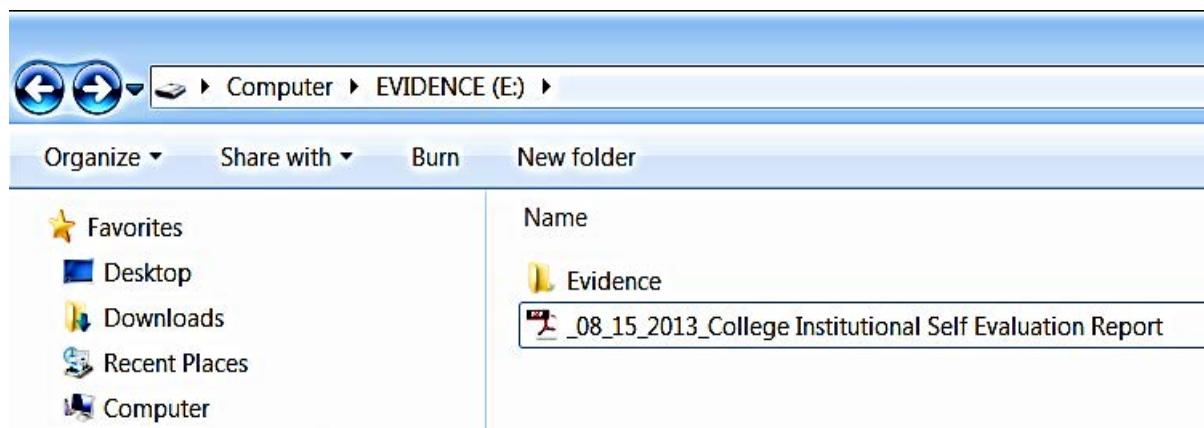 Computer EVIDENCE (E:)
Organize Share with Burn New folder
Favorites
Desktop
Downloads
Recent Places
Computer
Name
Evidence
_08_15_2013_College Institutional Self Evaluation Report